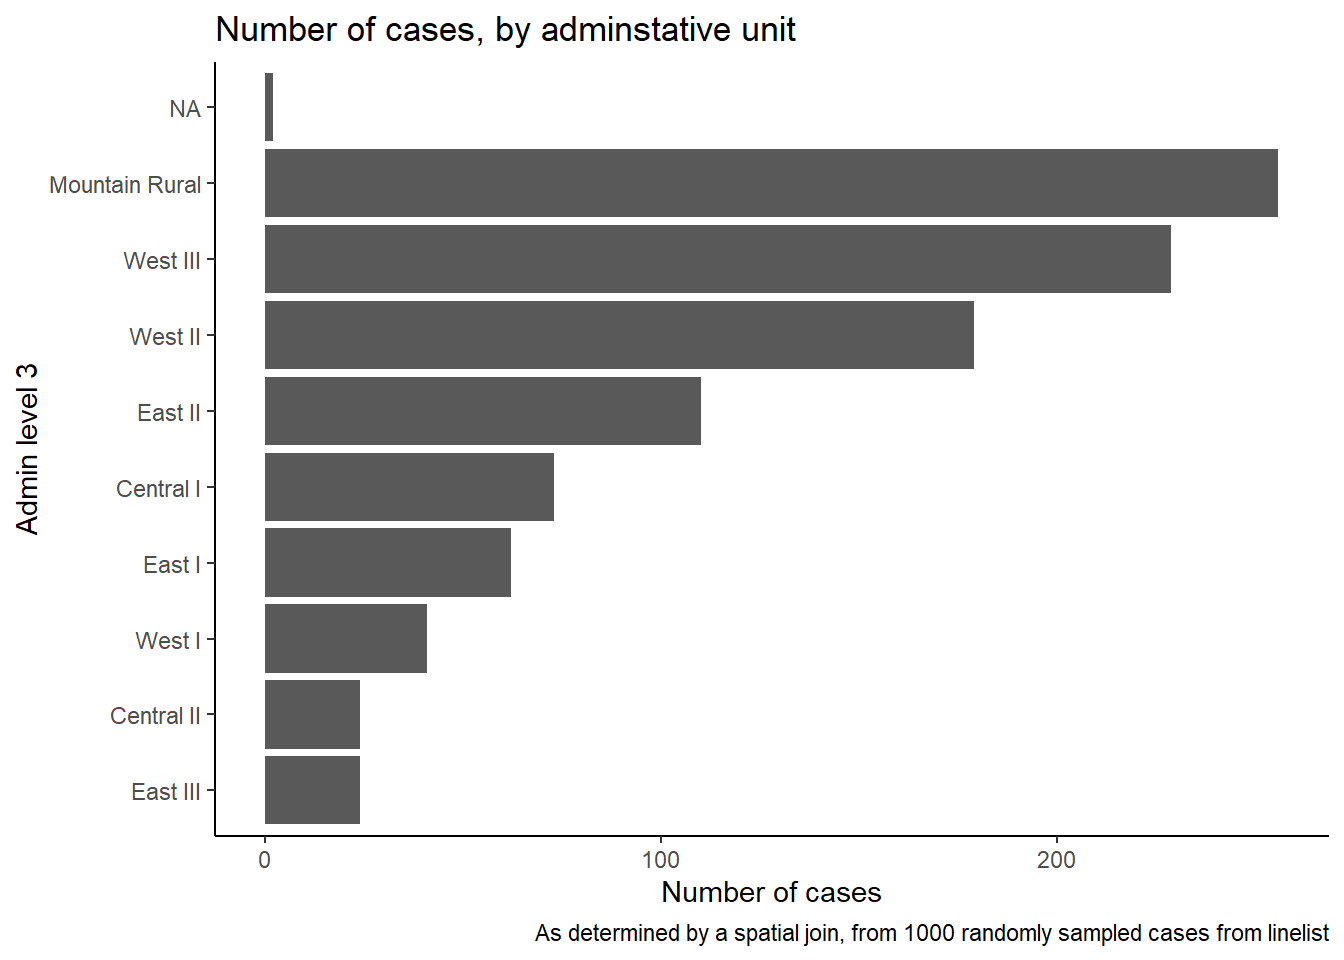 Number of cases, by adminstative unit
NA
Mountain Rural
West III
West II
East II
Central I
East I
West I
Central II
East III
Admin level 3
0 100 200
Number of cases
As determined by a spatial join, from 1000 randomly sampled cases from linelist